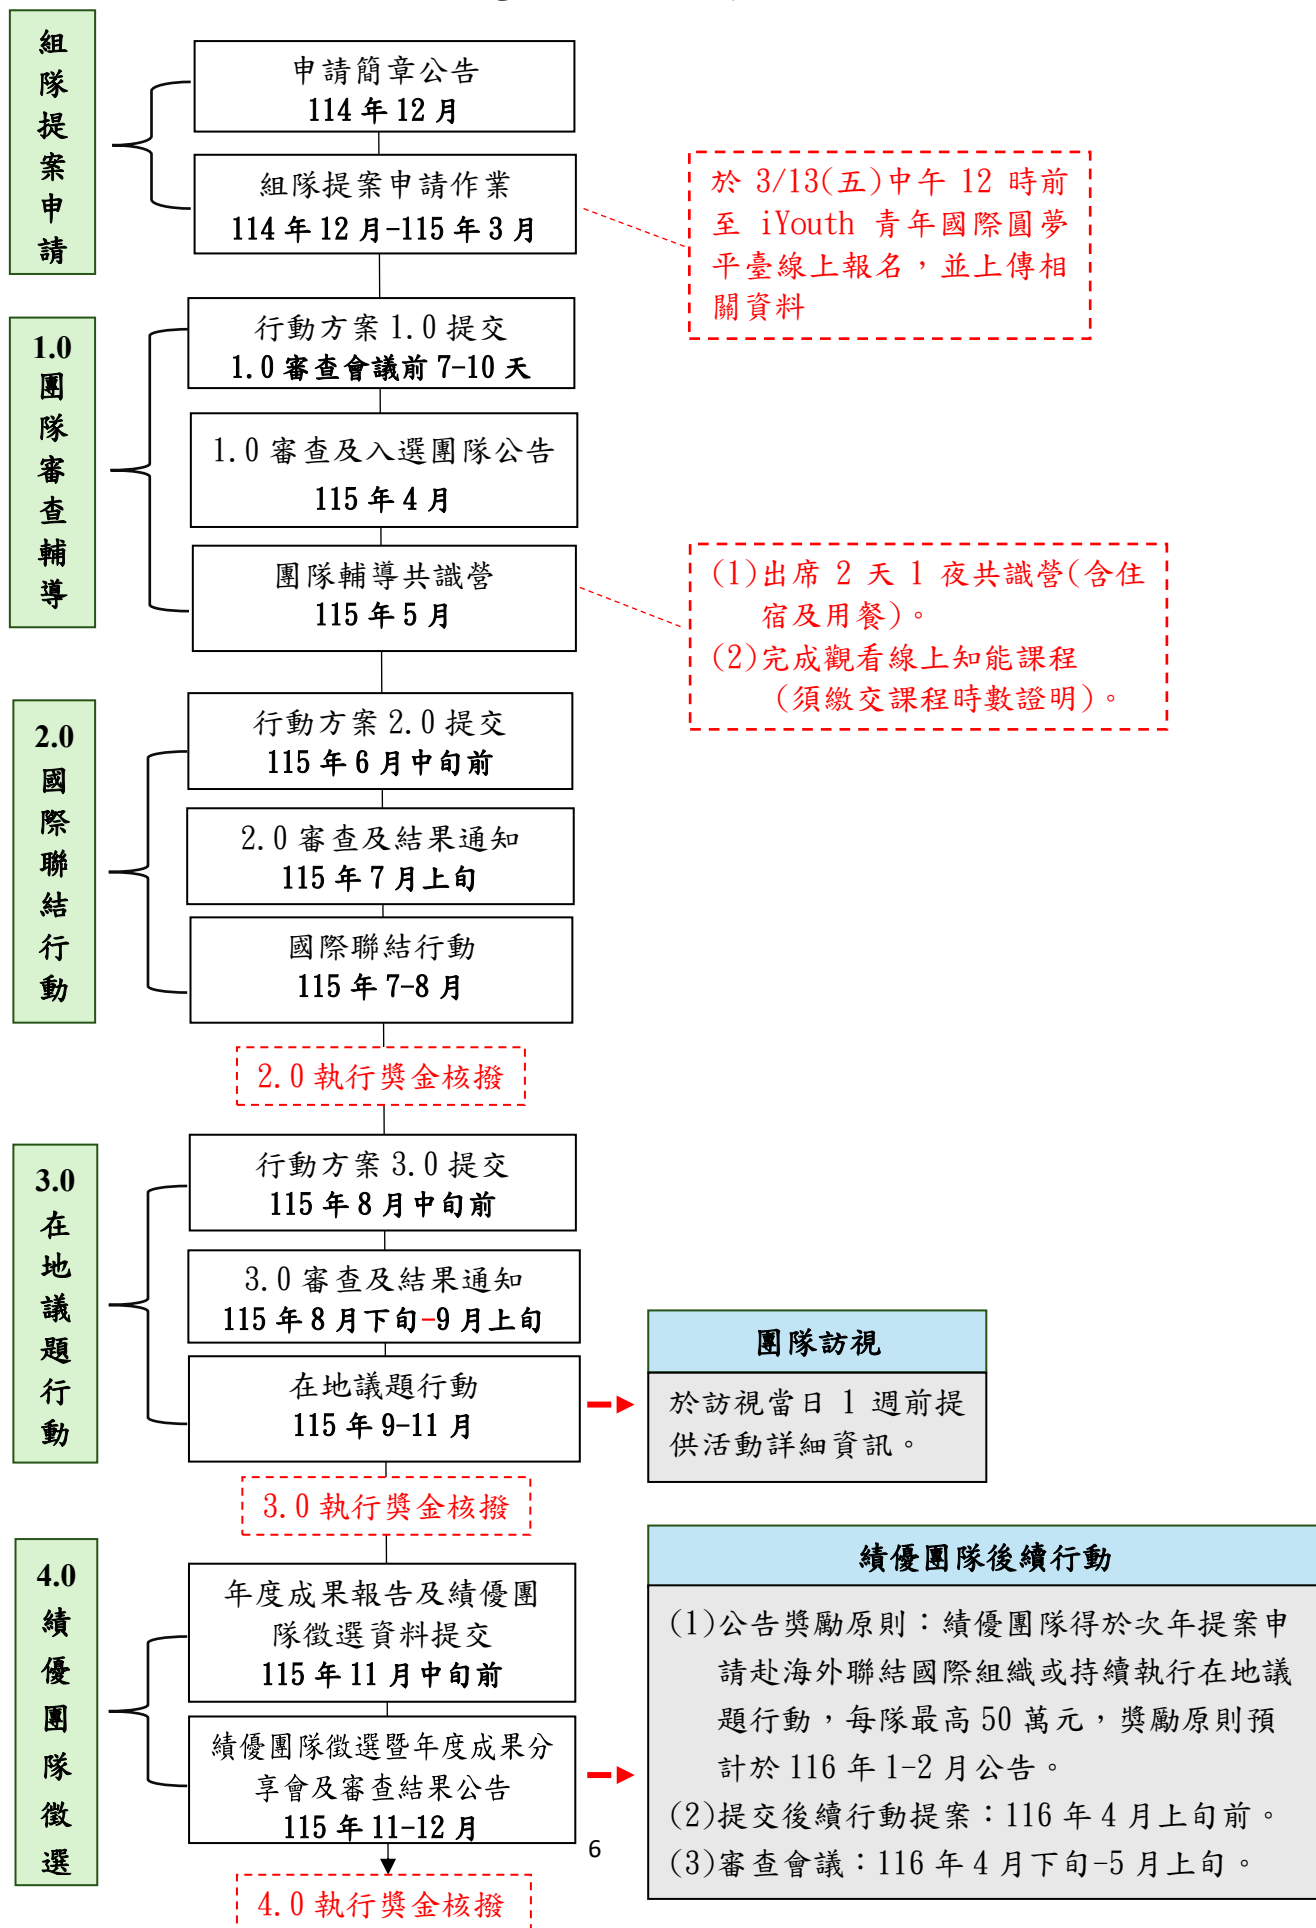 組隊提案申請
申請簡章公告
114 年 12 月
組隊提案申請作業
114 年 12 月-115 年 3 月
於 3/13(五)中午 12 時前
至 iYouth 青年國際圓夢
平臺線上報名，並上傳相
關資料
1.0
團隊審查輔導
行動方案 1.0 提交
1.0 審查會議前 7-10 天
1.0 審查及入選團隊公告
115 年 4 月
團隊輔導共識營
115 年 5 月
(1)出席 2 天 1 夜共識營(含住
宿及用餐)。
(2)完成觀看線上知能課程
(須繳交課程時數證明)。
2.0
國際聯結行動
行動方案 2.0 提交
115 年 6 月中旬前
2.0 審查及結果通知
115 年 7 月上旬
國際聯結行動
115 年 7-8 月
2.0 執行獎金核撥
3.0
在地議題行動
行動方案 3.0 提交
115 年 8 月中旬前
3.0 審查及結果通知
115 年 8 月下旬-9 月上旬
在地議題行動
115 年 9-11 月
團隊訪視
於訪視當日 1 週前提
供活動詳細資訊。
3.0 執行獎金核撥
4.0
績優團隊徵選
年度成果報告及績優團
隊徵選資料提交
115 年 11 月中旬前
績優團隊徵選暨年度成果分
享會及審查結果公告
115 年 11-12 月
績優團隊後續行動
(1)公告獎勵原則：績優團隊得於次年提案申
請赴海外聯結國際組織或持續執行在地議
題行動，每隊最高 50 萬元，獎勵原則預
計於 116 年 1-2 月公告。
(2)提交後續行動提案：116 年 4 月上旬前。
(3)審查會議：116 年 4 月下旬-5 月上旬。
6
4.0 執行獎金核撥